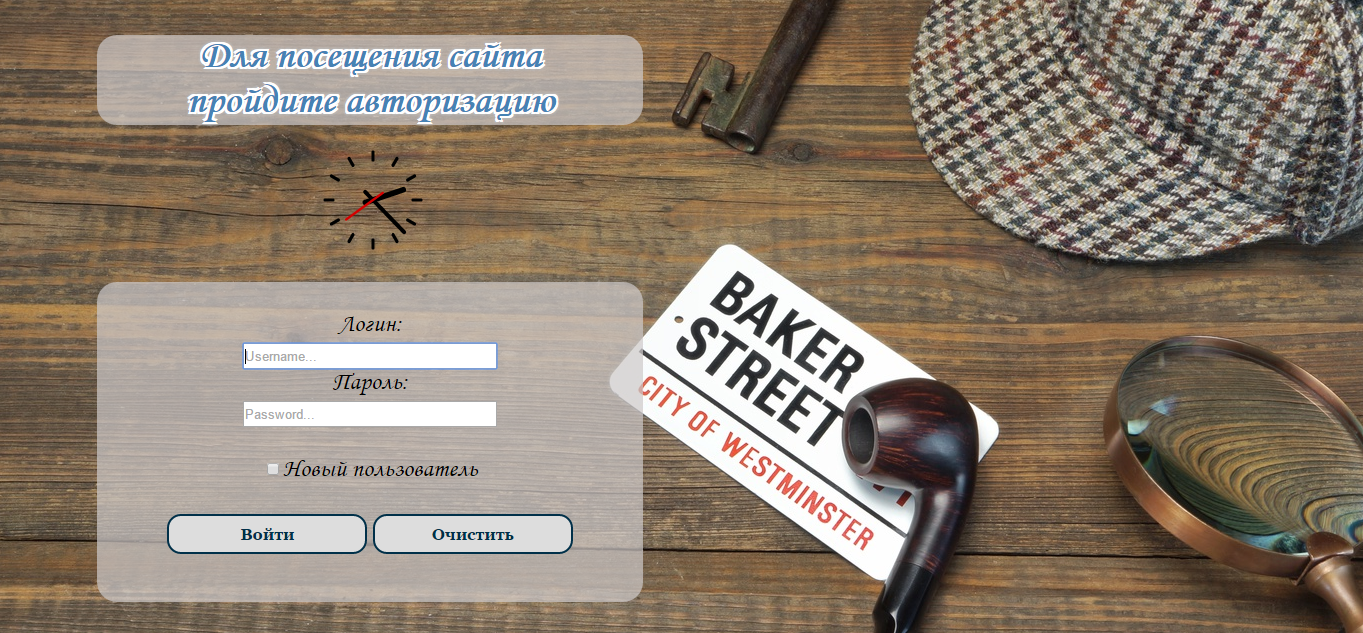 Для посещения сайта
пройдите авторизацию
Логин:
Username...
Пароль:
Password...
Новый пользователь
Войти
Очистить
BAKER
STREET
CITY OF WESTMINSTER